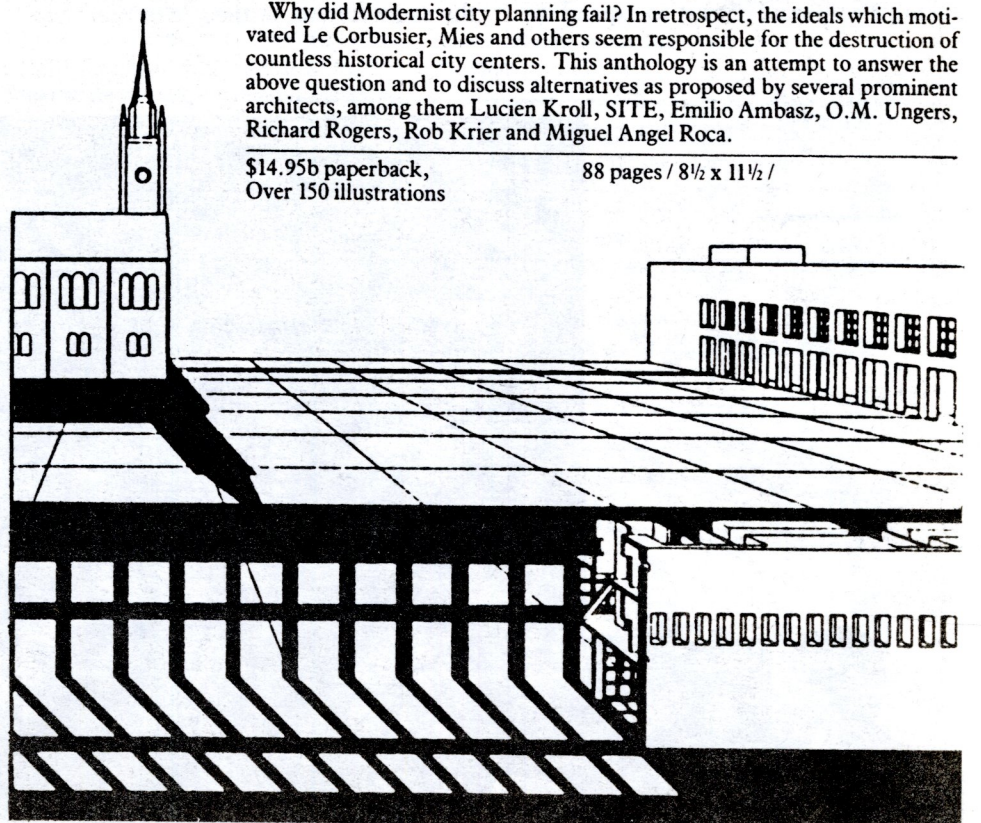 Why did Modernist city planning fail? In retrospect, the ideals which moti-
vated Le Corbusier, Mies and others seem responsible for the destruction of
countless historical city centers. This anthology is an attempt to answer the
above question and to discuss alternatives as proposed by several prominent
architects, among them Lucien Kroll, SITE, Emilio Ambasz, O.M. Ungers,
Richard Rogers, Rob Krier and Miguel Angel Roca.
$14.95b paperback, 88 pages / 8½ x 11½ /
Over 150 illustrations